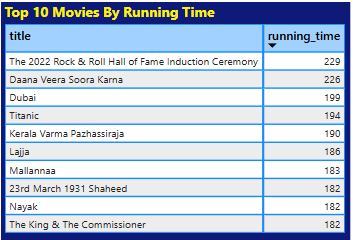 Top 10 Movies By Running Time
title running_time
The 2022 Rock & Roll Hall of Fame Induction Ceremony 229
Daana Veera Soora Karna 226
Dubai 199
Titanic 194
Kerala Varma Pazhassiraja 190
Lajja 186
Mallannaa 183
23rd March 1931 Shaheed 182
Nayak 182
The King & The Commissioner 182